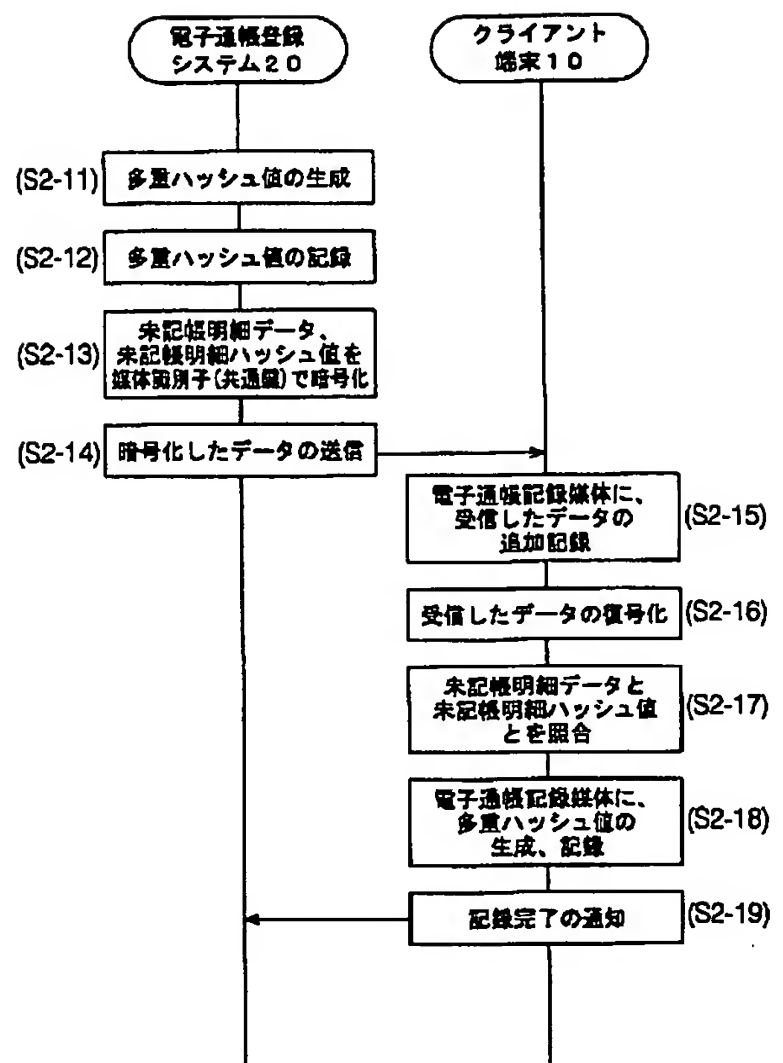 電子通帳登録
システム20
クライアント
端末10
(S2-11)
多重ハッシュ値の生成
(S2-12)
多重ハッシュ値の記録
(S2-13)
未記帳明細データ、
未記帳明細ハッシュ値を
媒体識別子(共通鍵)で暗号化
(S2-14)
暗号化したデータの送信
電子通帳記録媒体に、
受信したデータの
追加記録
(S2-15)
受信したデータの復号化
(S2-16)
未記帳明細データと
未記帳明細ハッシュ値
とを照合
(S2-17)
電子通帳記録媒体に、
多重ハッシュ値の
生成、記録
(S2-18)
記録完了の通知
(S2-19)